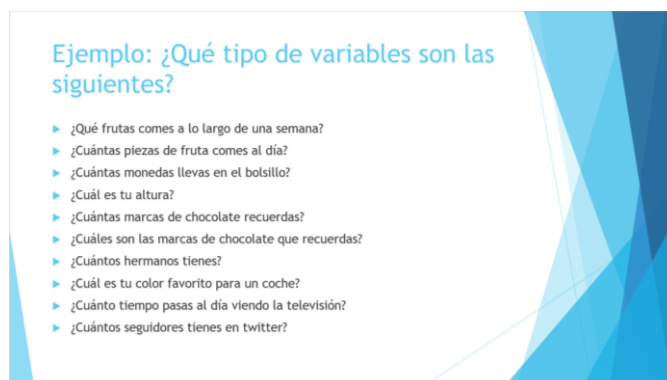 Ejemplo: ¿Qué tipo de variables son las
siguientes?
¿Qué frutas comes a lo largo de una semana?
¿Cuántas piezas de fruta comes al día?
¿Cuántas monedas llevas en el bolsillo?
¿Cuál es tu altura?
¿Cuántas marcas de chocolate recuerdas?
¿Cuáles son las marcas de chocolate que recuerdas?
¿Cuántos hermanos tienes?
¿Cuál es tu color favorito para un coche?
¿Cuánto tiempo pasas al día viendo la televisión?
¿Cuántos seguidores tienes en twitter?